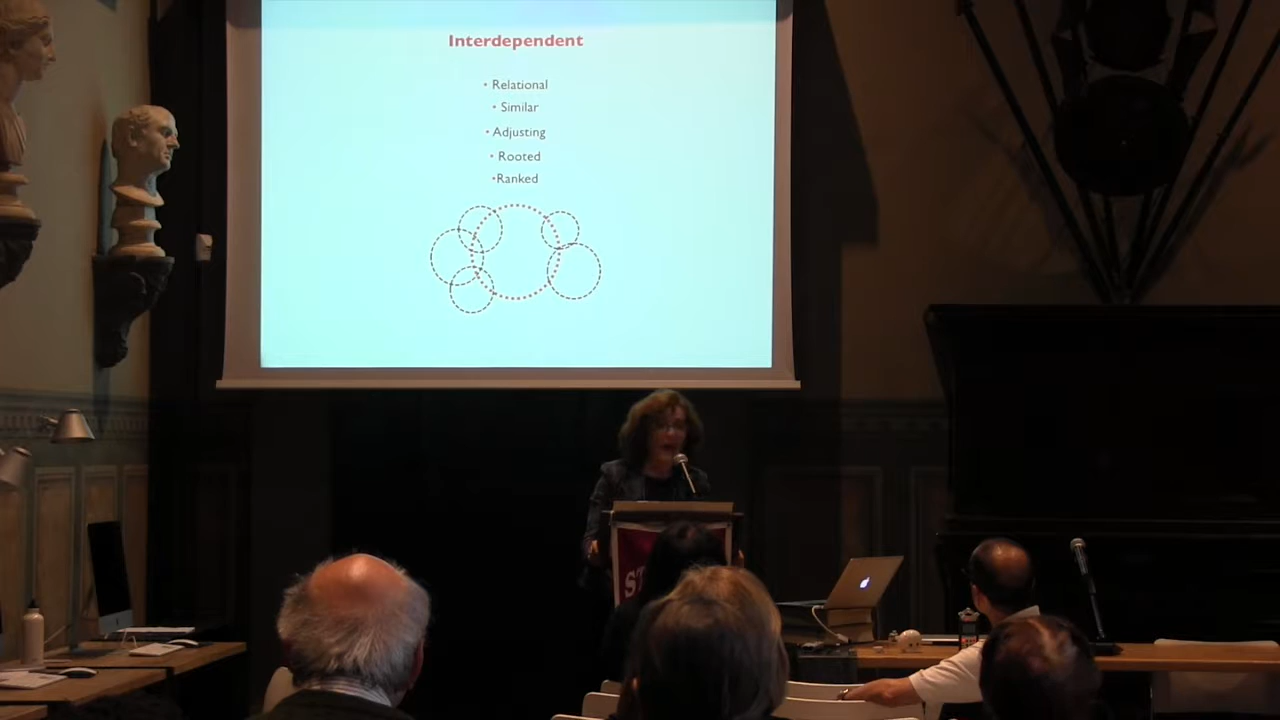 Interdependent
• Relational
• Similar
• Adjusting
• Rooted
•Ranked